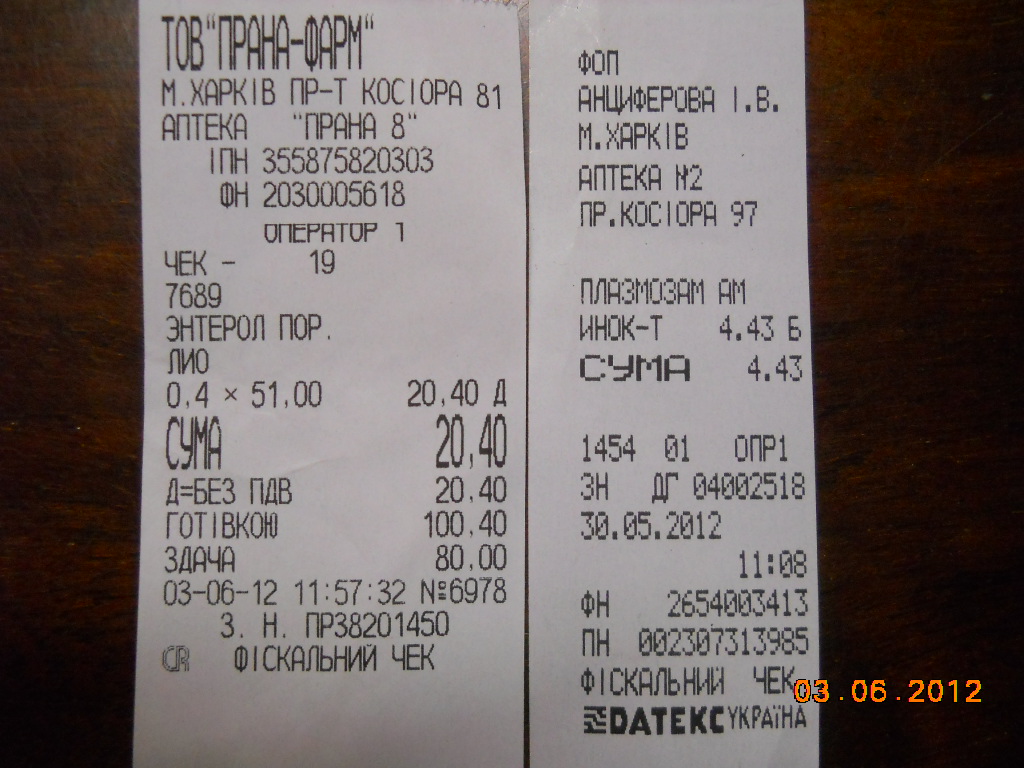 ТОВ"ПРАНА-ФАРМ"
М.ХАРКІВ ПР-Т КОСІОРА 81
АПТЕКА "ПРАНА 8"
ІПН 355875820303
ФН 2030005618
ОПЕРАТОР 1
ЧЕК - 19
7689
ЭНТЕРОЛ ПОР.
ЛИО
0,4 × 51,00 20,40 Д
СУМА 20,40
Д=БЕЗ ПДВ 20,40
ГОТІВКОЮ 100,40
ЗДАЧА 80,00
03-06-12 11:57:32 №6978
З. Н. ПР38201450
CR ФІСКАЛЬНИЙ ЧЕК
ФОП
АНЦИФЕРОВА І.В.
М.ХАРКІВ
АПТЕКА №2
ПР.КОСІОРА 97
ПЛАЗМОЗАМ АМ
ИНОК-Т 4.43 Б
СУМА 4.43
1454 01 ОПР1
ЗН ДГ 04002518
30.05.2012
11:08
ФН 2654003413
ПН 002307313985
ФІСКАЛЬНИЙ ЧЕК
DАТЕКС УКРАЇНА
03.06.2012